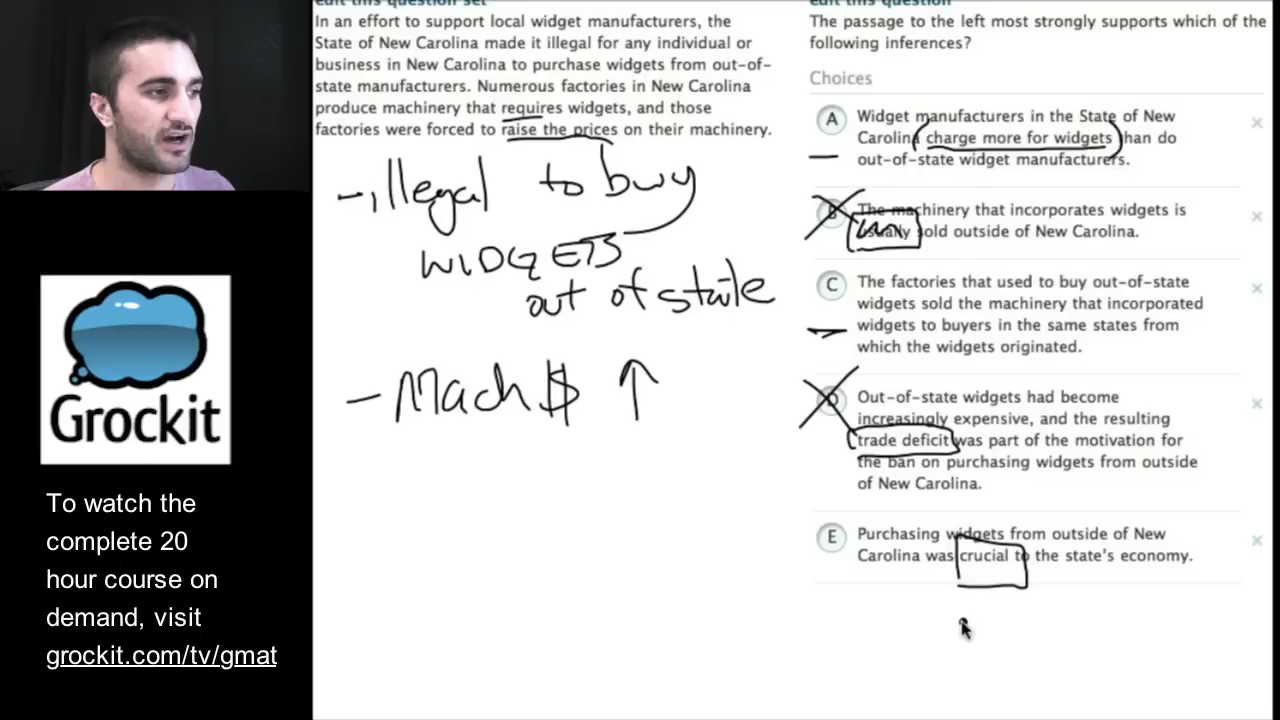 edit this question set
In an effort to support local widget manufacturers, the
State of New Carolina made it illegal for any individual or
business in New Carolina to purchase widgets from out-of-
state manufacturers. Numerous factories in New Carolina
produce machinery that requires widgets, and those
factories were forced to raise the prices on their machinery.
- illegal to buy
WIDGETS
out of state
- Mach $ ↑
edit this question
The passage to the left most strongly supports which of the
following inferences?
Choices
A Widget manufacturers in the State of New
Carolina charge more for widgets than do
out-of-state widget manufacturers.
B The machinery that incorporates widgets is
usually sold outside of New Carolina.
C The factories that used to buy out-of-state
widgets sold the machinery that incorporated
widgets to buyers in the same states from
which the widgets originated.
D Out-of-state widgets had become
increasingly expensive, and the resulting
trade deficit was part of the motivation for
the ban on purchasing widgets from outside
of New Carolina.
E Purchasing widgets from outside of New
Carolina was crucial to the state's economy.
Grockit
To watch the
complete 20
hour course on
demand, visit
grockit.com/tv/gmat